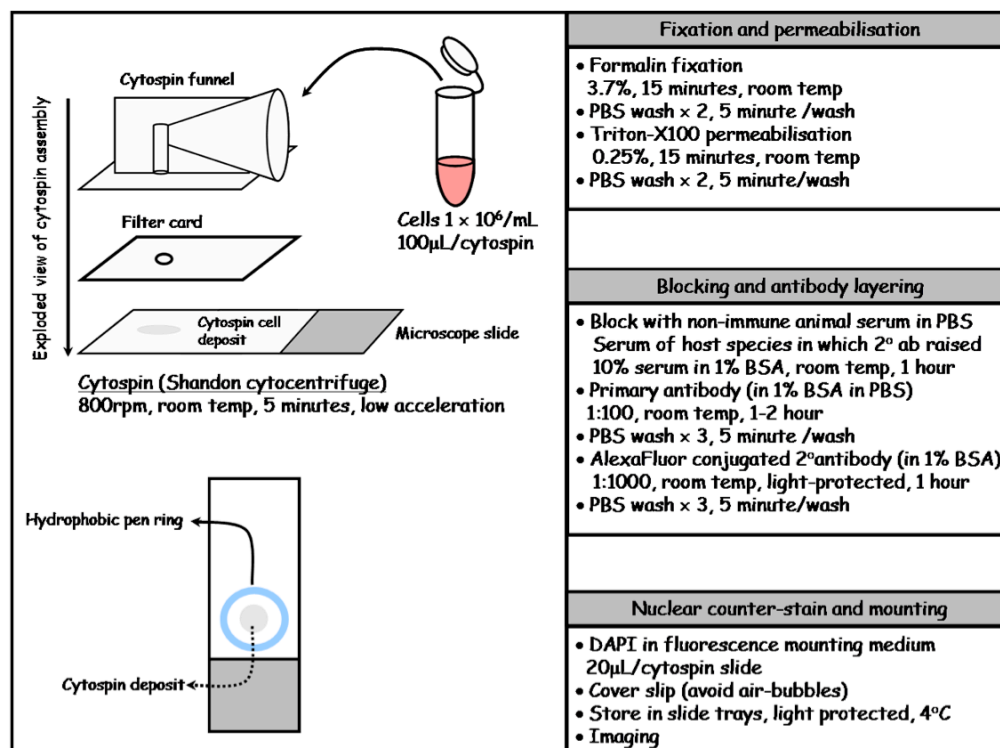 Exploded view of cytospin assembly
Cytospin funnel
Filter card
Cytospin cell
deposit
Microscope slide
Cells 1 × 10⁶/mL
100µL/cytospin
Cytospin (Shandon cytocentrifuge)
800rpm, room temp, 5 minutes, low acceleration
Hydrophobic pen ring
Cytospin deposit
Fixation and permeabilisation
• Formalin fixation
3.7%, 15 minutes, room temp
• PBS wash × 2, 5 minute /wash
• Triton-X100 permeabilisation
0.25%, 15 minutes, room temp
• PBS wash × 2, 5 minute/wash
Blocking and antibody layering
• Block with non-immune animal serum in PBS
Serum of host species in which 2° ab raised
10% serum in 1% BSA, room temp, 1 hour
• Primary antibody (in 1% BSA in PBS)
1:100, room temp, 1-2 hour
• PBS wash × 3, 5 minute /wash
• AlexaFluor conjugated 2°antibody (in 1% BSA)
1:1000, room temp, light-protected, 1 hour
• PBS wash × 3, 5 minute/wash
Nuclear counter-stain and mounting
• DAPI in fluorescence mounting medium
20µL/cytospin slide
• Cover slip (avoid air-bubbles)
• Store in slide trays, light protected, 4°C
• Imaging